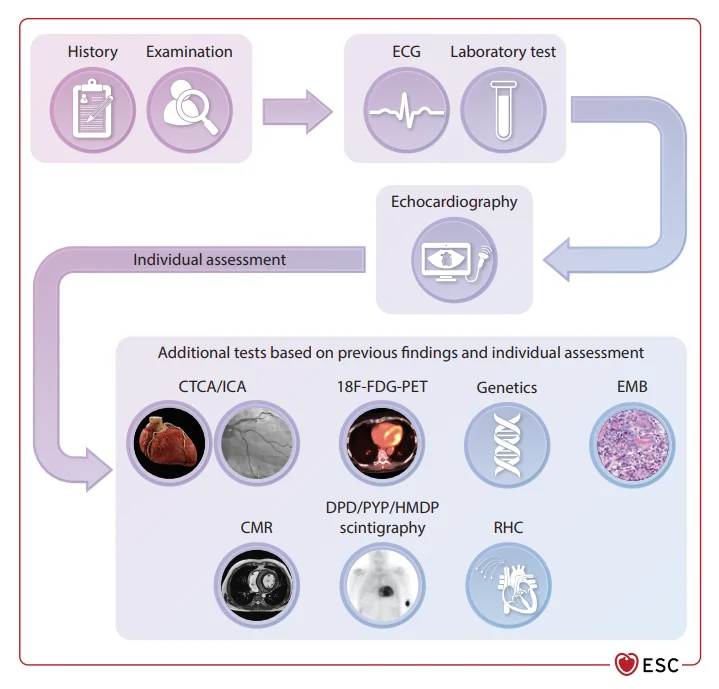 History
Examination
ECG
Laboratory test
Echocardiography
Individual assessment
Additional tests based on previous findings and individual assessment
CTCA/ICA
18F-FDG-PET
Genetics
EMB
CMR
DPD/PYP/HMDP
scintigraphy
RHC
ESC